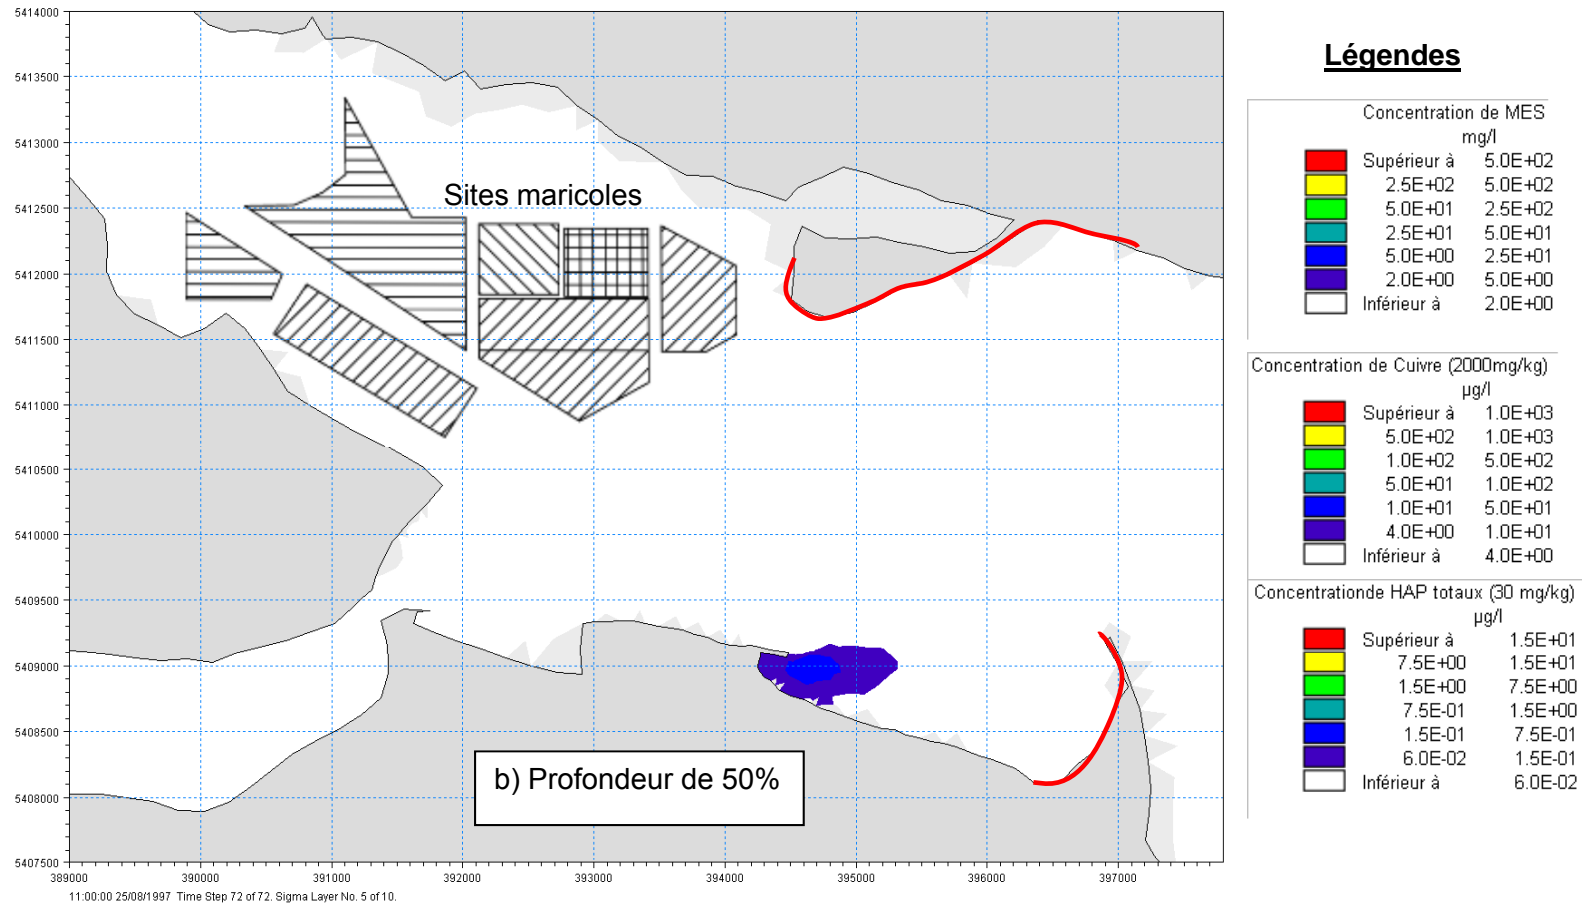 5414000
5413500
5413000
5412500
5412000
5411500
5411000
5410500
5410000
5409500
5409000
5408500
5408000
5407500
389000 390000 391000 392000 393000 394000 395000 396000 397000
Sites maricoles
b) Profondeur de 50%
11:00:00 25/08/1997 Time Step 72 of 72. Sigma Layer No. 5 of 10.
Légendes
Concentration de MES
mg/l
Supérieur à 5.0E+02
2.5E+02 5.0E+02
5.0E+01 2.5E+02
2.5E+01 5.0E+01
5.0E+00 2.5E+01
2.0E+00 5.0E+00
Inférieur à 2.0E+00
Concentration de Cuivre (2000mg/kg)
µg/l
Supérieur à 1.0E+03
5.0E+02 1.0E+03
1.0E+02 5.0E+02
5.0E+01 1.0E+02
1.0E+01 5.0E+01
4.0E+00 1.0E+01
Inférieur à 4.0E+00
Concentrationde HAP totaux (30 mg/kg)
µg/l
Supérieur à 1.5E+01
7.5E+00 1.5E+01
1.5E+00 7.5E+00
7.5E-01 1.5E+00
1.5E-01 7.5E-01
6.0E-02 1.5E-01
Inférieur à 6.0E-02